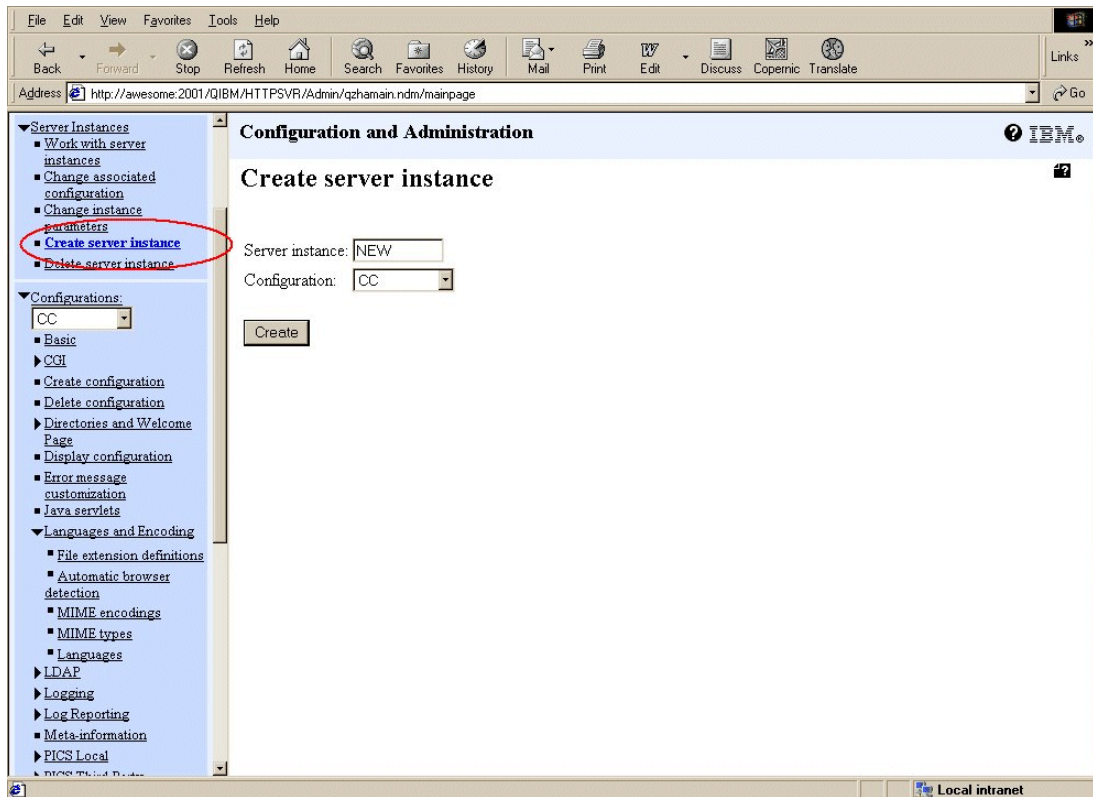 File Edit View Favorites Tools Help
Back Forward Stop Refresh Home Search Favorites History Mail Print Edit Discuss Copernic Translate
Links
Address http://awesome:2001/QIBM/HTTPSVR/Admin/qzhamain.ndm/mainpage Go
Server Instances
Work with server
instances
Change associated
configuration
Change instance
parameters
Create server instance
Delete server instance
Configurations:
CC
Basic
CGI
Create configuration
Delete configuration
Directories and Welcome
Page
Display configuration
Error message
customization
Java servlets
Languages and Encoding
File extension definitions
Automatic browser
detection
MIME encodings
MIME types
Languages
LDAP
Logging
Log Reporting
Meta-information
PICS Local
PICS Third Party
Configuration and Administration
IBM®
Create server instance
Server instance: NEW
Configuration: CC
Create
Local intranet